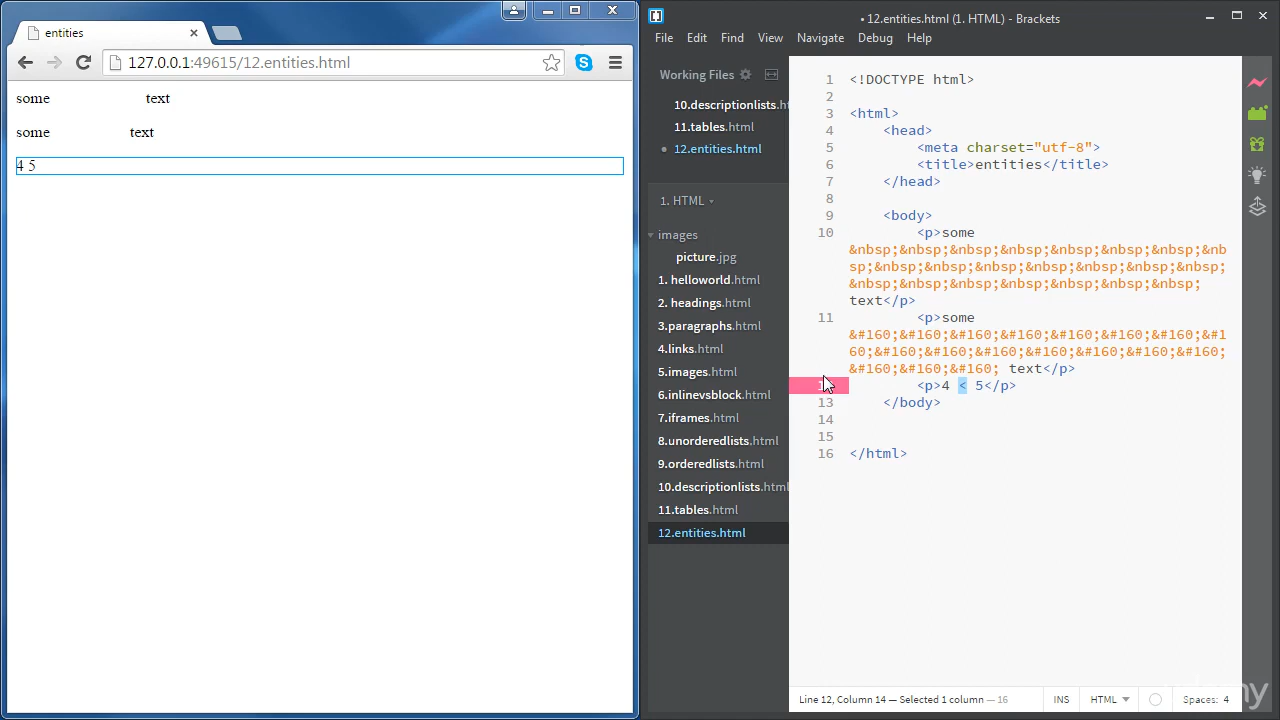 entities
127.0.0.1:49615/12.entities.html
some text
some text
4 5
• 12.entities.html (1. HTML) - Brackets
File Edit Find View Navigate Debug Help
Working Files
10.descriptionlists.ht
11.tables.html
12.entities.html
1. HTML
images
picture.jpg
1. helloworld.html
2. headings.html
3.paragraphs.html
4.links.html
5.images.html
6.inlinevsblock.html
7.iframes.html
8.unorderedlists.html
9.orderedlists.html
10.descriptionlists.html
11.tables.html
12.entities.html
1 <!DOCTYPE html>
2
3 <html>
4 <head>
5 <meta charset="utf-8">
6 <title>entities</title>
7 </head>
8
9 <body>
10 <p>some
&nbsp;&nbsp;&nbsp;&nbsp;&nbsp;&nbsp;&nbsp;&nb
sp;&nbsp;&nbsp;&nbsp;&nbsp;&nbsp;&nbsp;&nbsp;
&nbsp;&nbsp;&nbsp;&nbsp;&nbsp;&nbsp;&nbsp;
text</p>
11 <p>some
&#160;&#160;&#160;&#160;&#160;&#160;&#160;&#1
60;&#160;&#160;&#160;&#160;&#160;&#160;&#160;
&#160;&#160;&#160; text</p>
<p>4 < 5</p>
13 </body>
14
15
16 </html>
Line 12, Column 14 — Selected 1 column — 16 INS HTML Spaces: 4